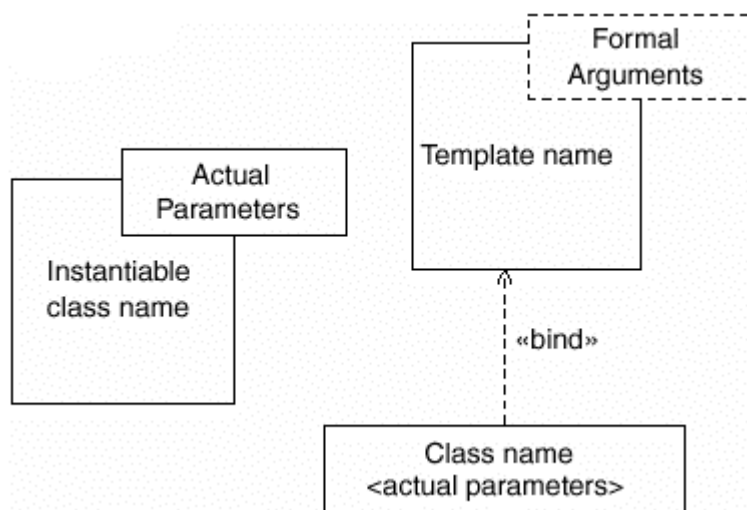 Formal
Arguments
Template name
Actual
Parameters
Instantiable
class name
«bind»
Class name
<actual parameters>